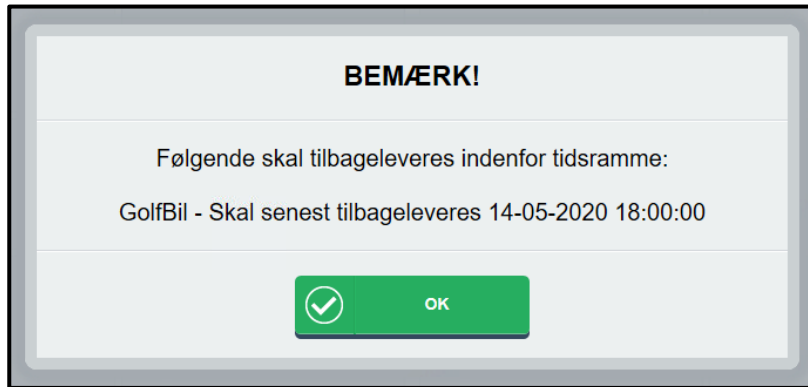 BEMÆRK!
Følgende skal tilbageleveres indenfor tidsramme:
GolfBil - Skal senest tilbageleveres 14-05-2020 18:00:00
OK